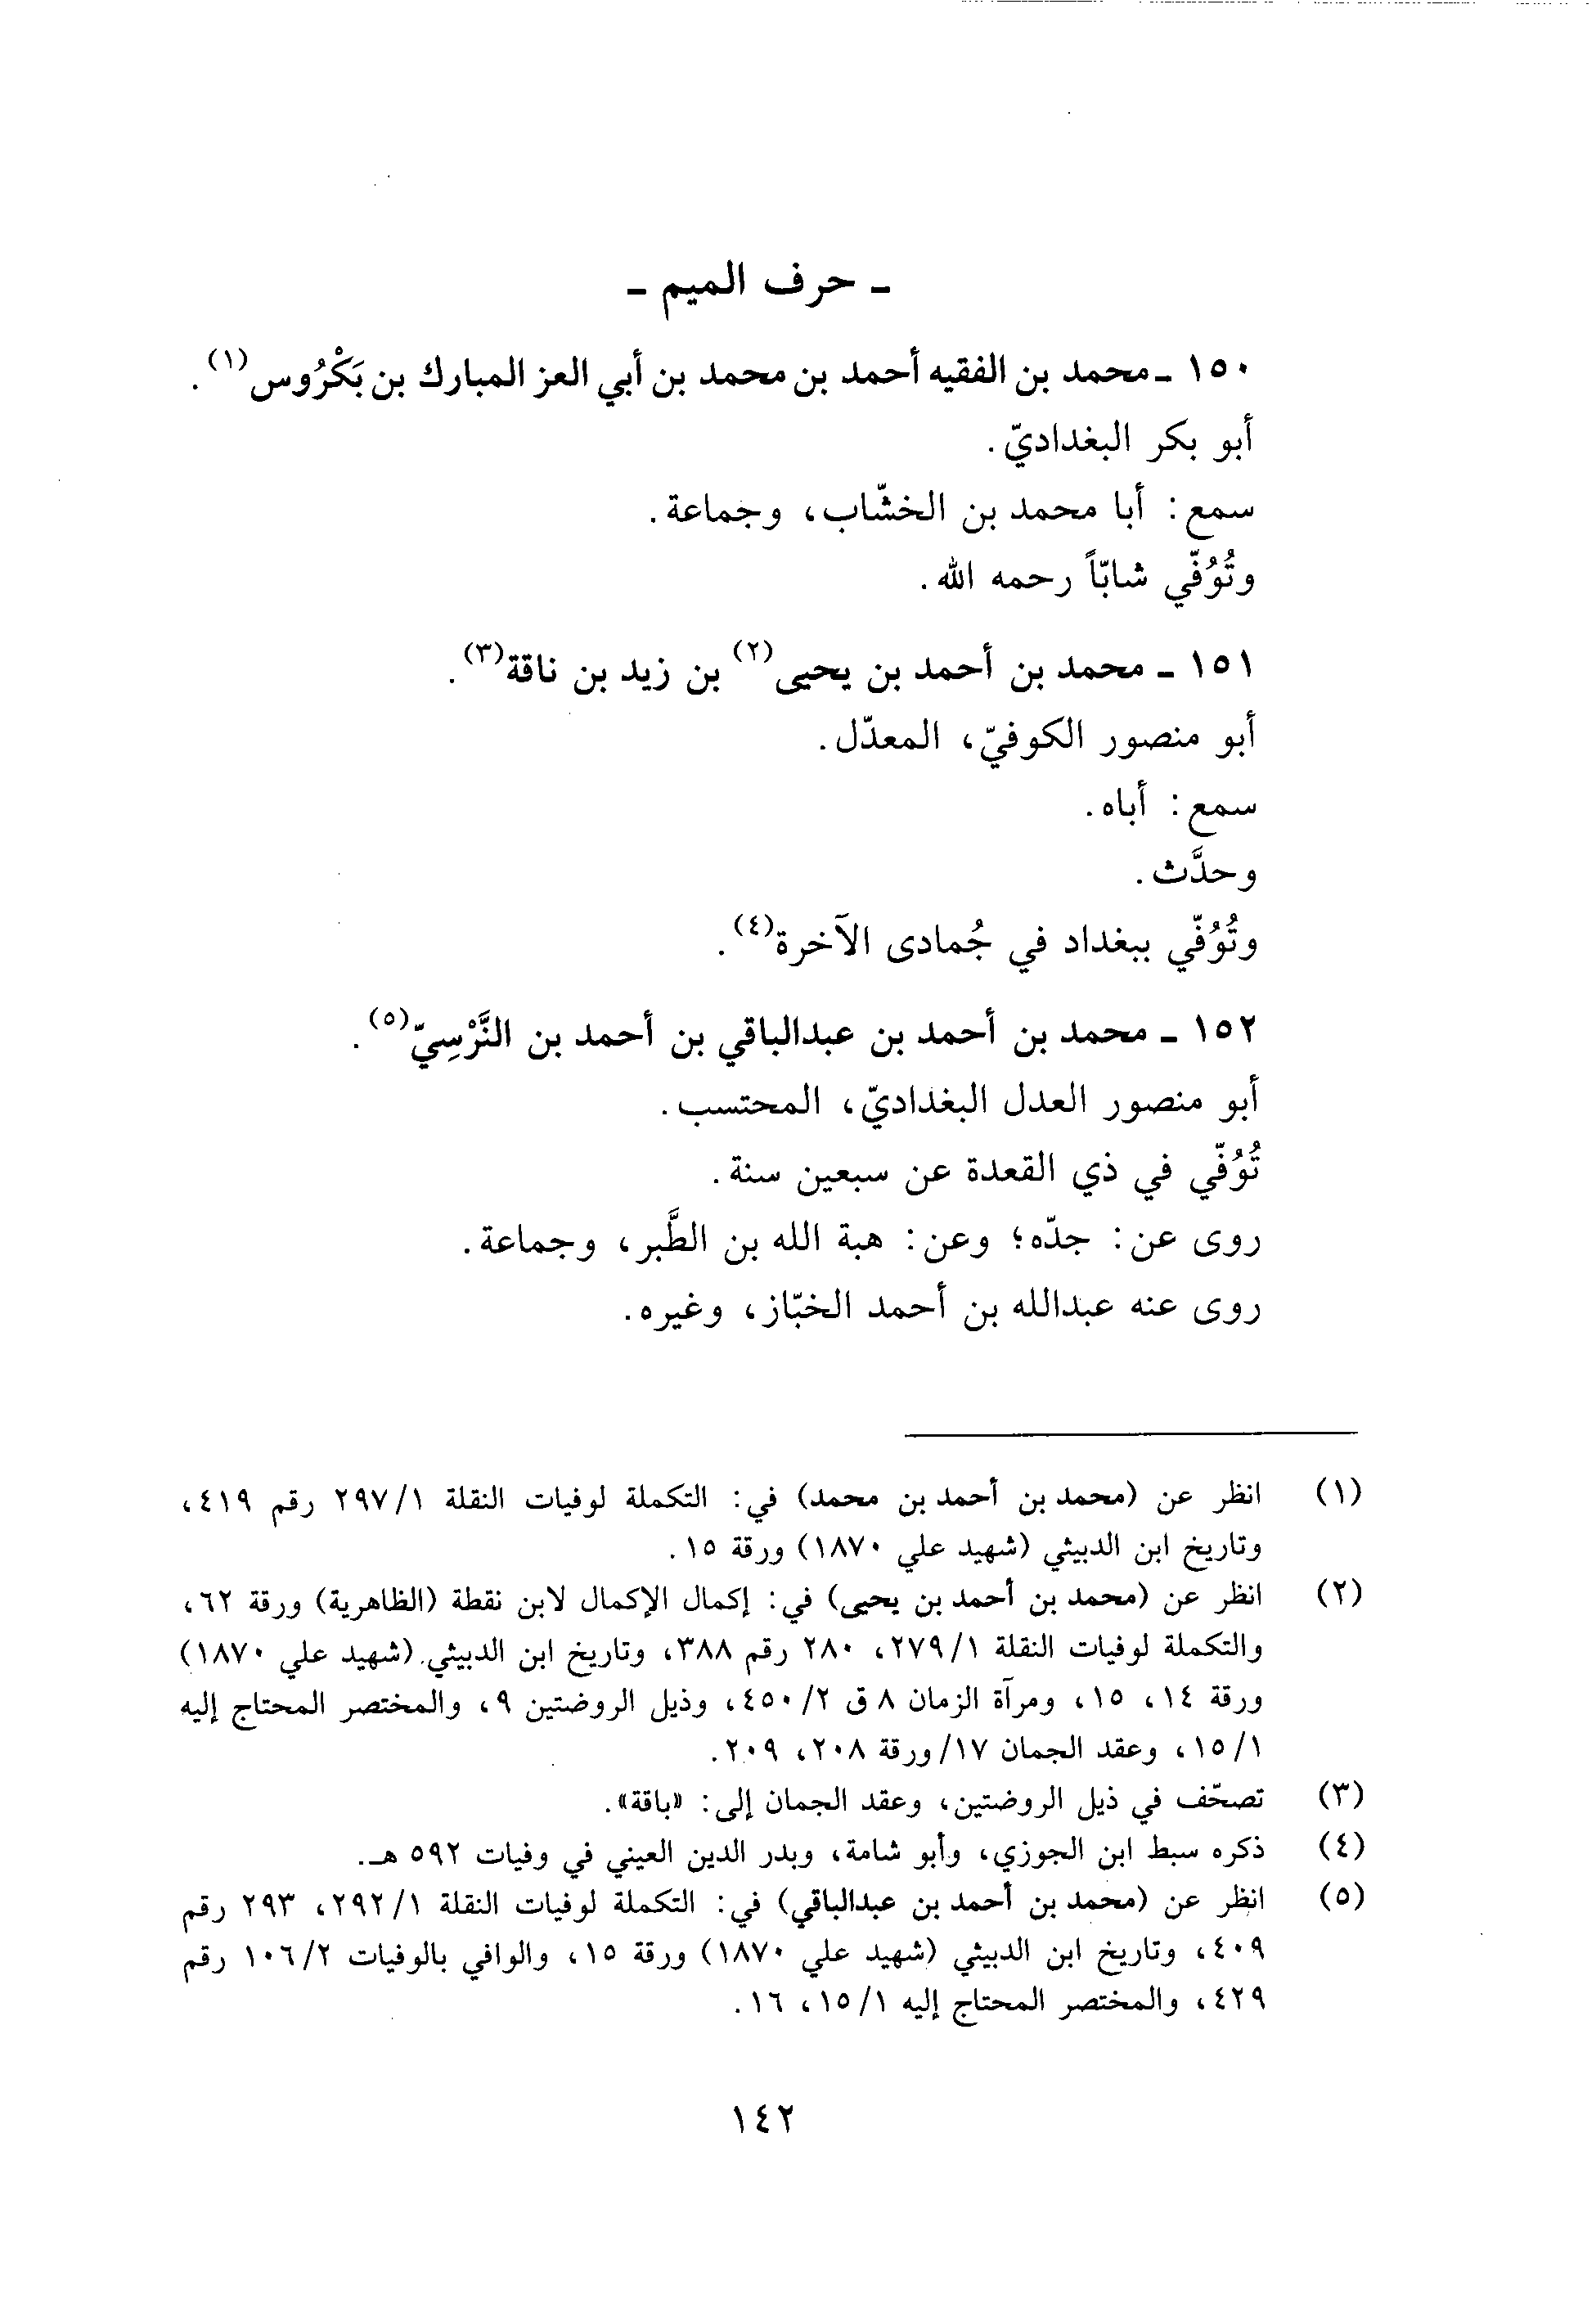 - حرف الميم -
١٥٠ - محمد بن الفقيه أحمد بن محمد بن أبي العز المبارك بن بَكْرُوس(١).
أبو بكر البغداديّ.
سمع: أبا محمد بن الخشّاب، وجماعة.
وتُوُفّي شابّاً رحمه الله.
١٥١ - محمد بن أحمد بن يحيى(٢) بن زيد بن ناقة(٣).
أبو منصور الكوفيّ، المعدّل.
سمع: أباه.
وحدَّث.
وتُوُفّي ببغداد في جُمادى الآخرة(٤).
١٥٢ - محمد بن أحمد بن عبدالباقي بن أحمد بن النَّرْسِيّ(٥).
أبو منصور العدل البغداديّ، المحتسب.
تُوُفّي في ذي القعدة عن سبعين سنة.
روى عن: جدّه؛ وعن: هبة الله بن الطَّبر، وجماعة.
روى عنه عبدالله بن أحمد الخبّاز، وغيره.
(١) انظر عن (محمد بن أحمد بن محمد) في: التكملة لوفيات النقلة ١/٢٩٧ رقم ٤١٩،
وتاريخ ابن الدبيثي (شهيد علي ١٨٧٠) ورقة ١٥.
(٢) انظر عن (محمد بن أحمد بن يحيى) في: إكمال الإكمال لابن نقطة (الظاهرية) ورقة ٦٢،
والتكملة لوفيات النقلة ١/٢٧٩، ٢٨٠ رقم ٣٨٨، وتاريخ ابن الدبيثي (شهيد علي ١٨٧٠)
ورقة ١٤، ١٥، ومرآة الزمان ٨ ق ٢/٤٥٠، وذيل الروضتين ٩، والمختصر المحتاج إليه
١/١٥، وعقد الجمان ١٧/ورقة ٢٠٨، ٢٠٩.
(٣) تصحّف في ذيل الروضتين، وعقد الجمان إلى: «باقة».
(٤) ذكره سبط ابن الجوزي، وأبو شامة، وبدر الدين العيني في وفيات ٥٩٢ هـ.
(٥) انظر عن (محمد بن أحمد بن عبدالباقي) في: التكملة لوفيات النقلة ١/٢٩٢، ٢٩٣ رقم
٤٠٩، وتاريخ ابن الدبيثي (شهيد علي ١٨٧٠) ورقة ١٥، والوافي بالوفيات ٢/١٠٦ رقم
٤٢٩، والمختصر المحتاج إليه ١/١٥، ١٦.
١٤٢